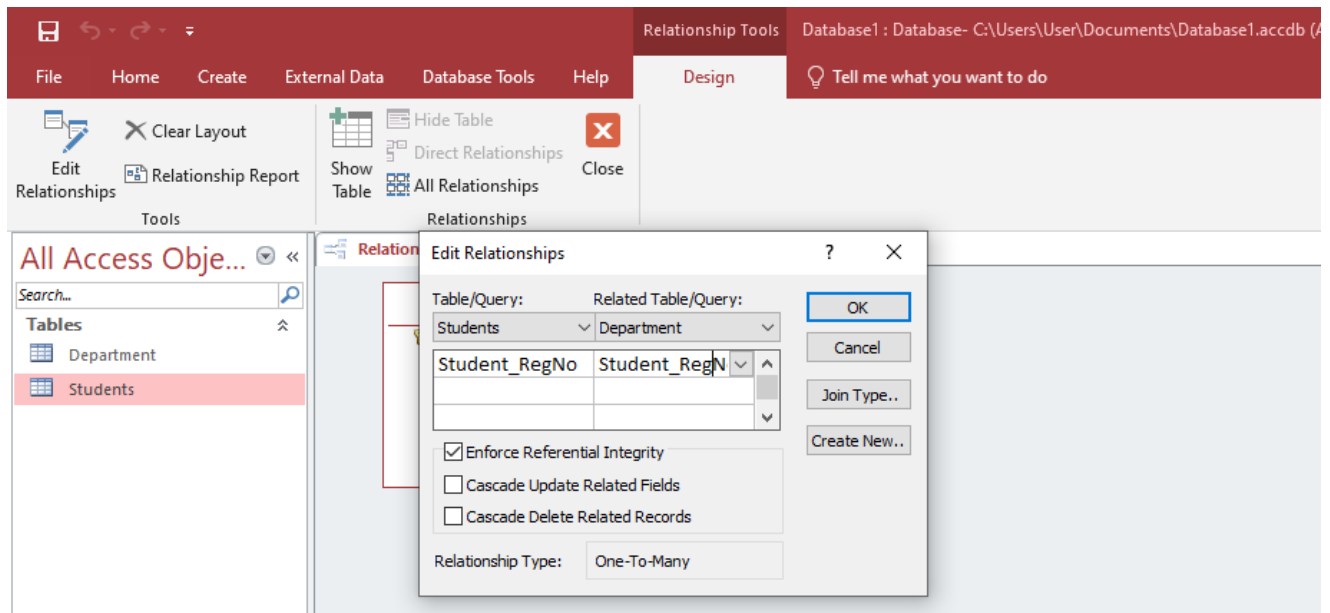 Relationship Tools
Database1 : Database- C:\Users\User\Documents\Database1.accdb (A
File Home Create External Data Database Tools Help Design Tell me what you want to do
Edit Relationships
Clear Layout
Relationship Report
Tools
Show Table
Hide Table
Direct Relationships
All Relationships
Close
Relationships
All Access Obje... «
Search...
Tables
Department
Students
Relation
Edit Relationships ? X
Table/Query: Related Table/Query:
Students Department
Student_RegNo Student_RegN
Enforce Referential Integrity
Cascade Update Related Fields
Cascade Delete Related Records
Relationship Type: One-To-Many
OK
Cancel
Join Type..
Create New..